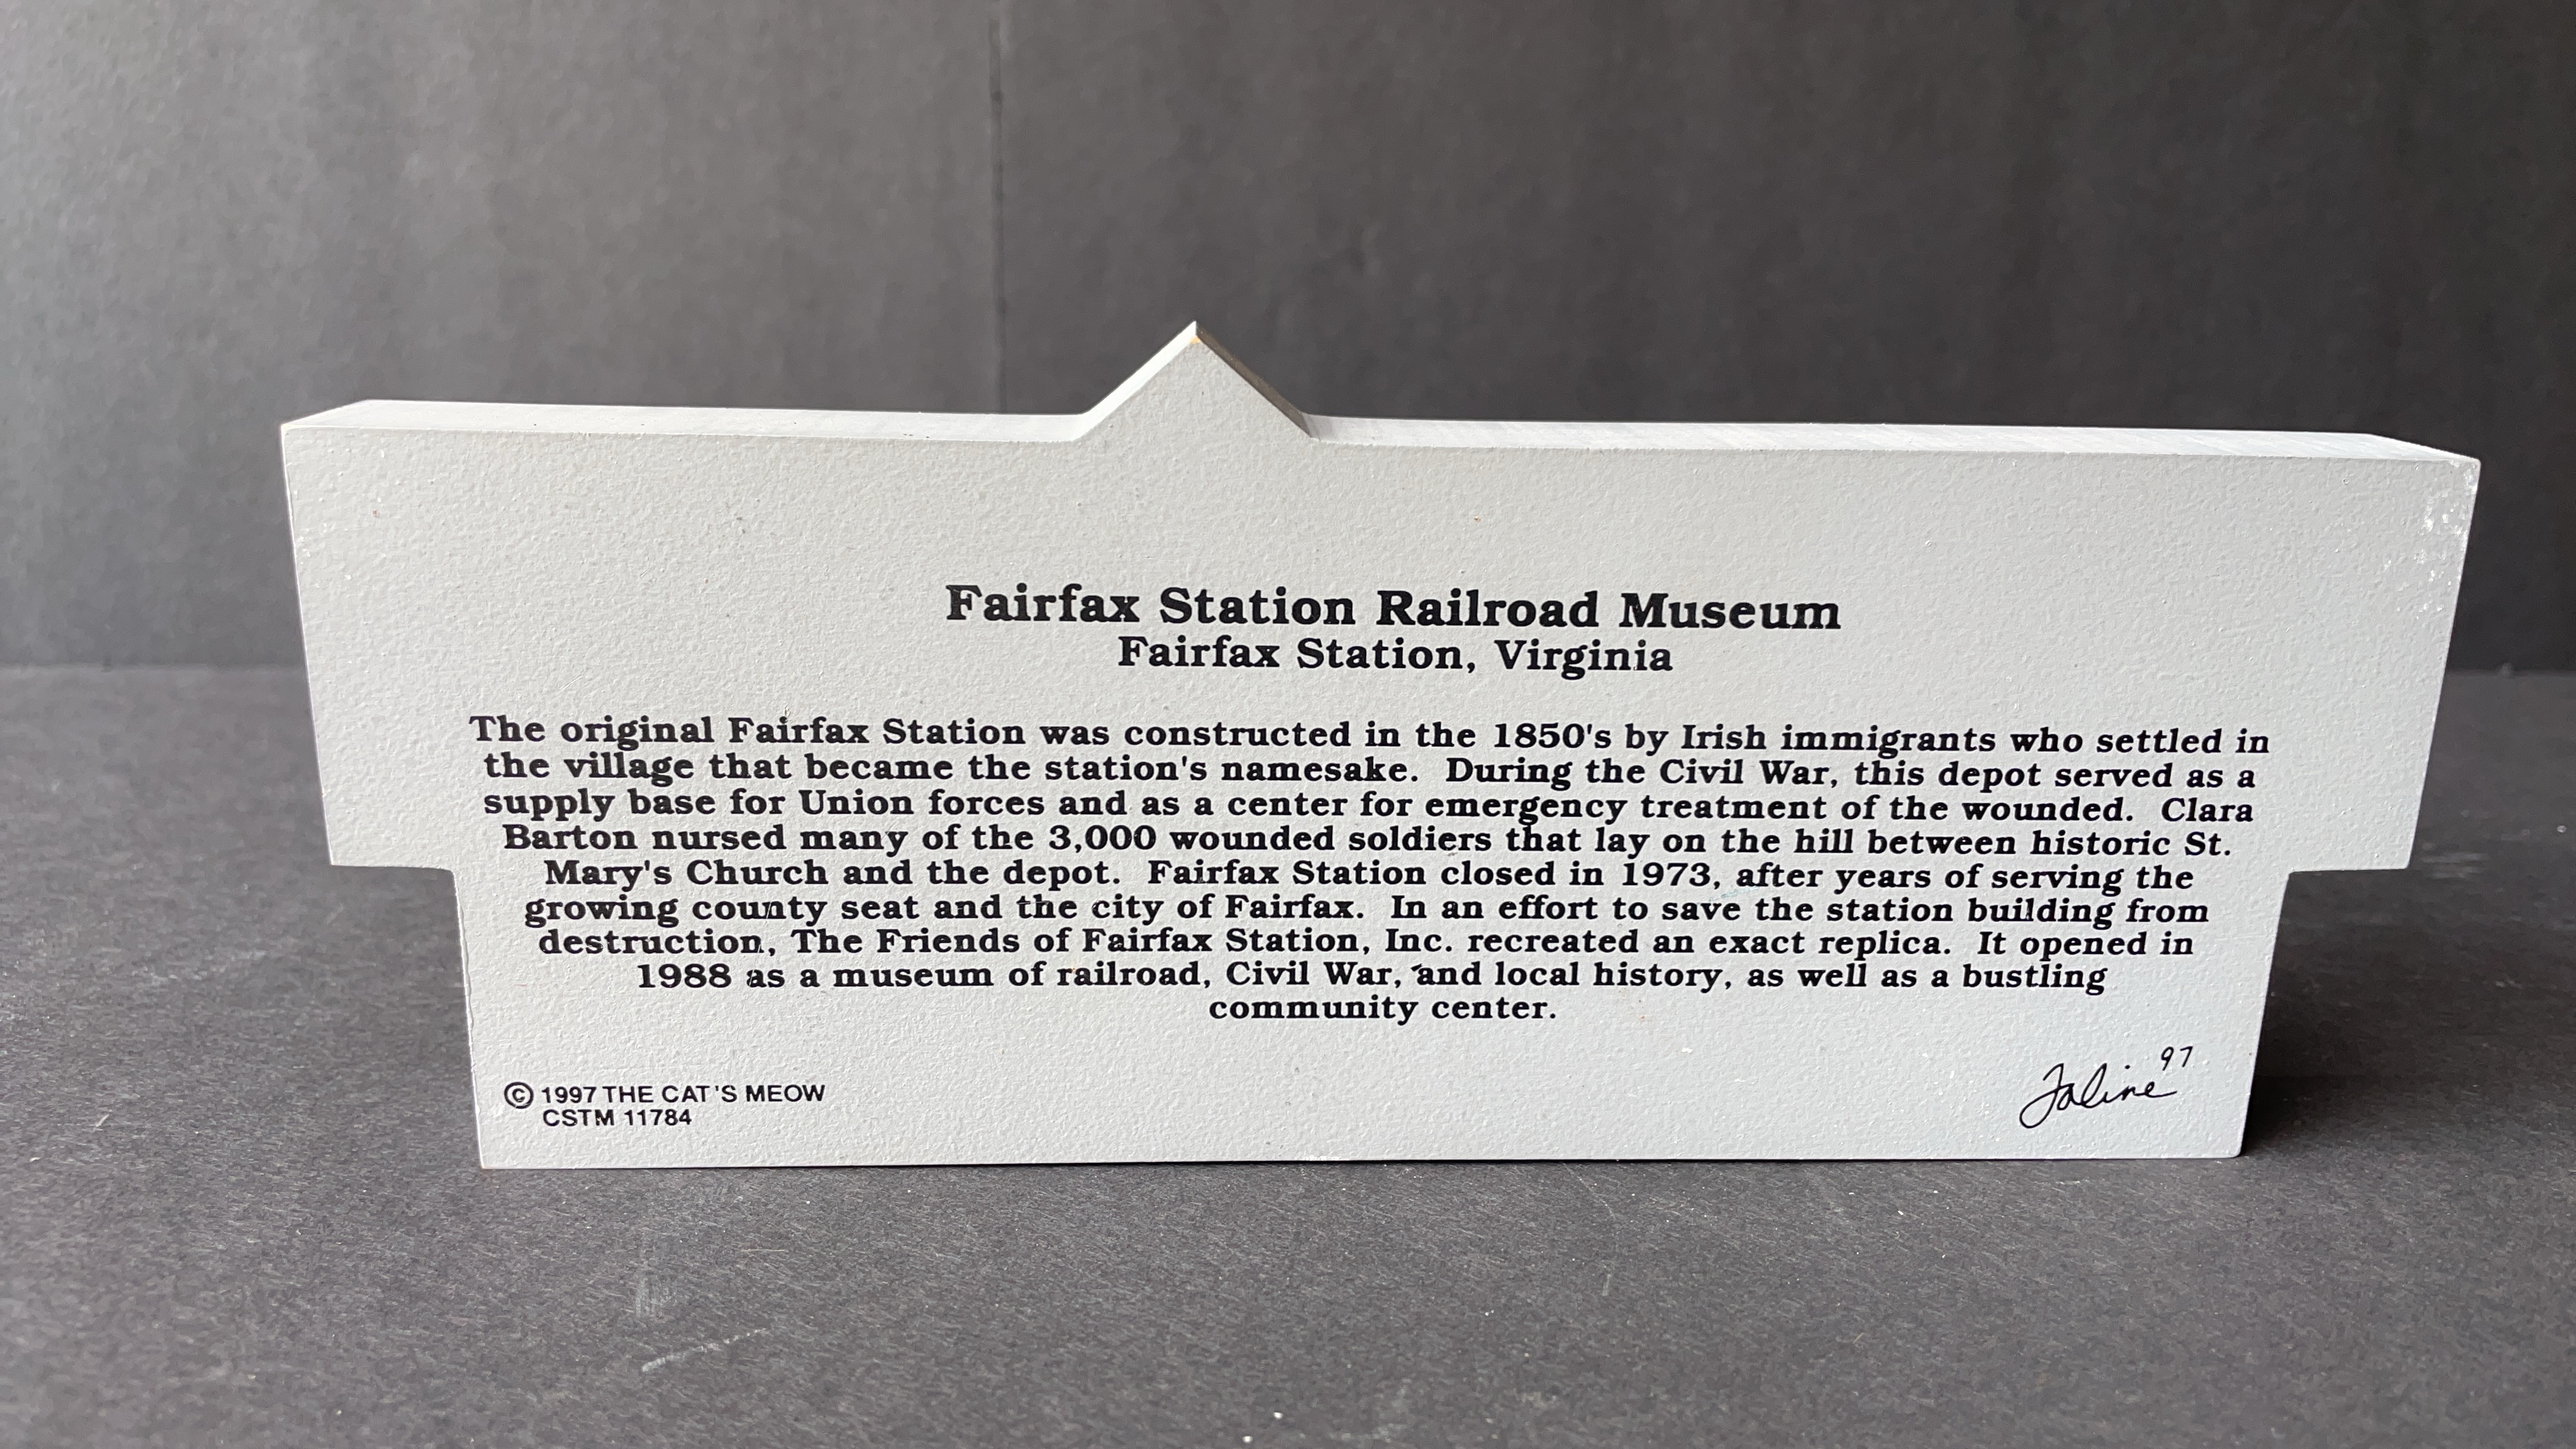 Fairfax Station Railroad Museum
Fairfax Station, Virginia
The original Fairfax Station was constructed in the 1850's by Irish immigrants who settled in
the village that became the station's namesake. During the Civil War, this depot served as a
supply base for Union forces and as a center for emergency treatment of the wounded. Clara
Barton nursed many of the 3,000 wounded soldiers that lay on the hill between historic St.
Mary's Church and the depot. Fairfax Station closed in 1973, after years of serving the
growing county seat and the city of Fairfax. In an effort to save the station building from
destruction, The Friends of Fairfax Station, Inc. recreated an exact replica. It opened in
1988 as a museum of railroad, Civil War, and local history, as well as a bustling
community center.
© 1997 THE CAT'S MEOW
CSTM 11784
Faline 97